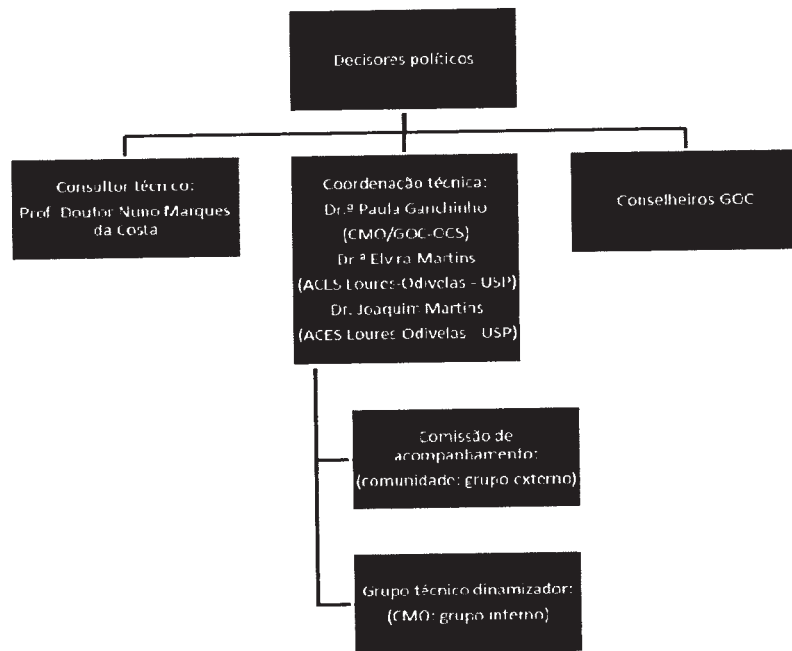 Decisores políticos
Consultor técnico:
Prof. Doutor Nuno Marques
da Costa
Coordenação técnica:
Dr.ª Paula Ganchinho
(CMO/GOC-OCS)
Dr.ª Elvira Martins
(ACES Loures-Odivelas - USP)
Dr. Joaquim Martins
(ACES Loures-Odivelas - USP)
Conselheiros GOC
Comissão de
acompanhamento:
(comunidade: grupo externo)
Grupo técnico dinamizador:
(CMO: grupo interno)